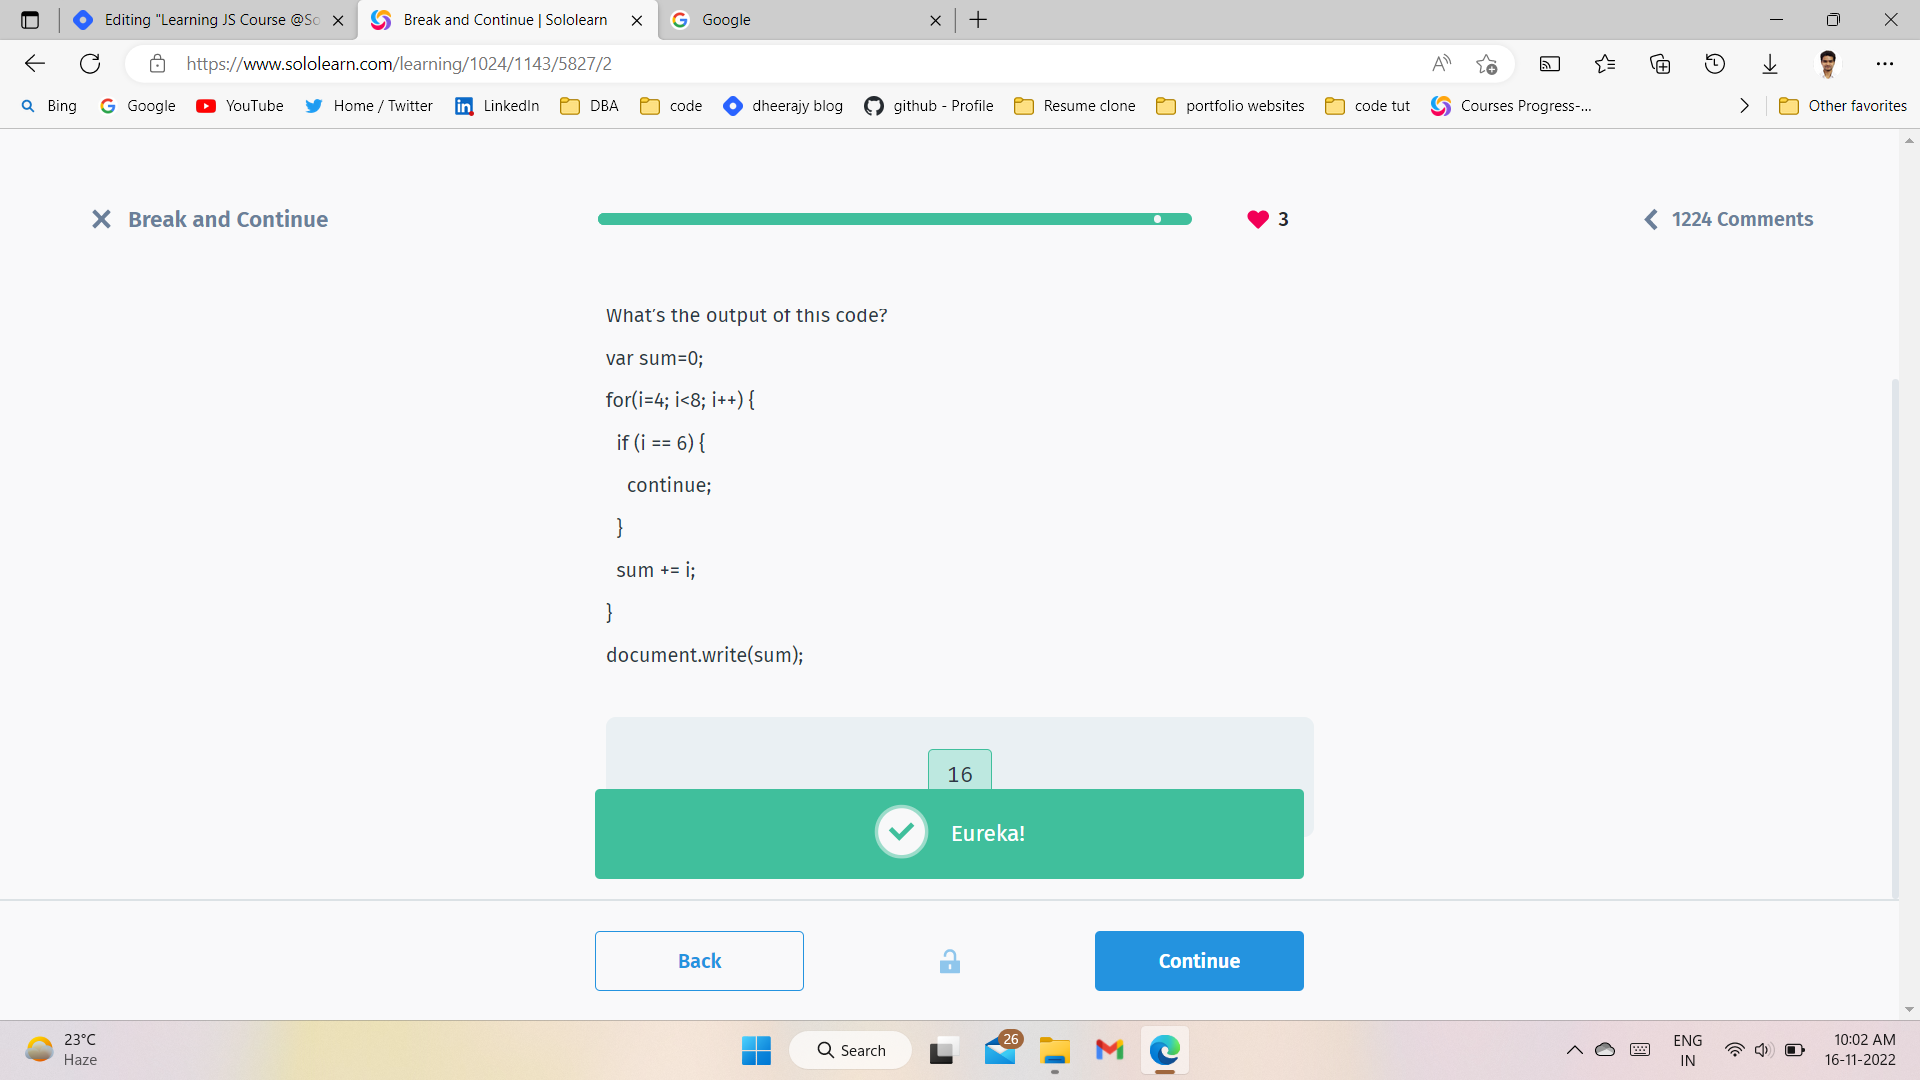 Editing "Learning JS Course @So
Break and Continue | Sololearn
Google
https://www.sololearn.com/learning/1024/1143/5827/2
Bing
Google
YouTube
Home / Twitter
LinkedIn
DBA
code
dheerajy blog
github - Profile
Resume clone
portfolio websites
code tut
Courses Progress-...
Other favorites
Break and Continue
3
1224 Comments
What's the output of this code?
var sum=0;
for(i=4; i<8; i++) {
if (i == 6) {
continue;
}
sum += i;
}
document.write(sum);
16
Eureka!
Back
Continue
23°C
Haze
Search
26
ENG
IN
10:02 AM
16-11-2022